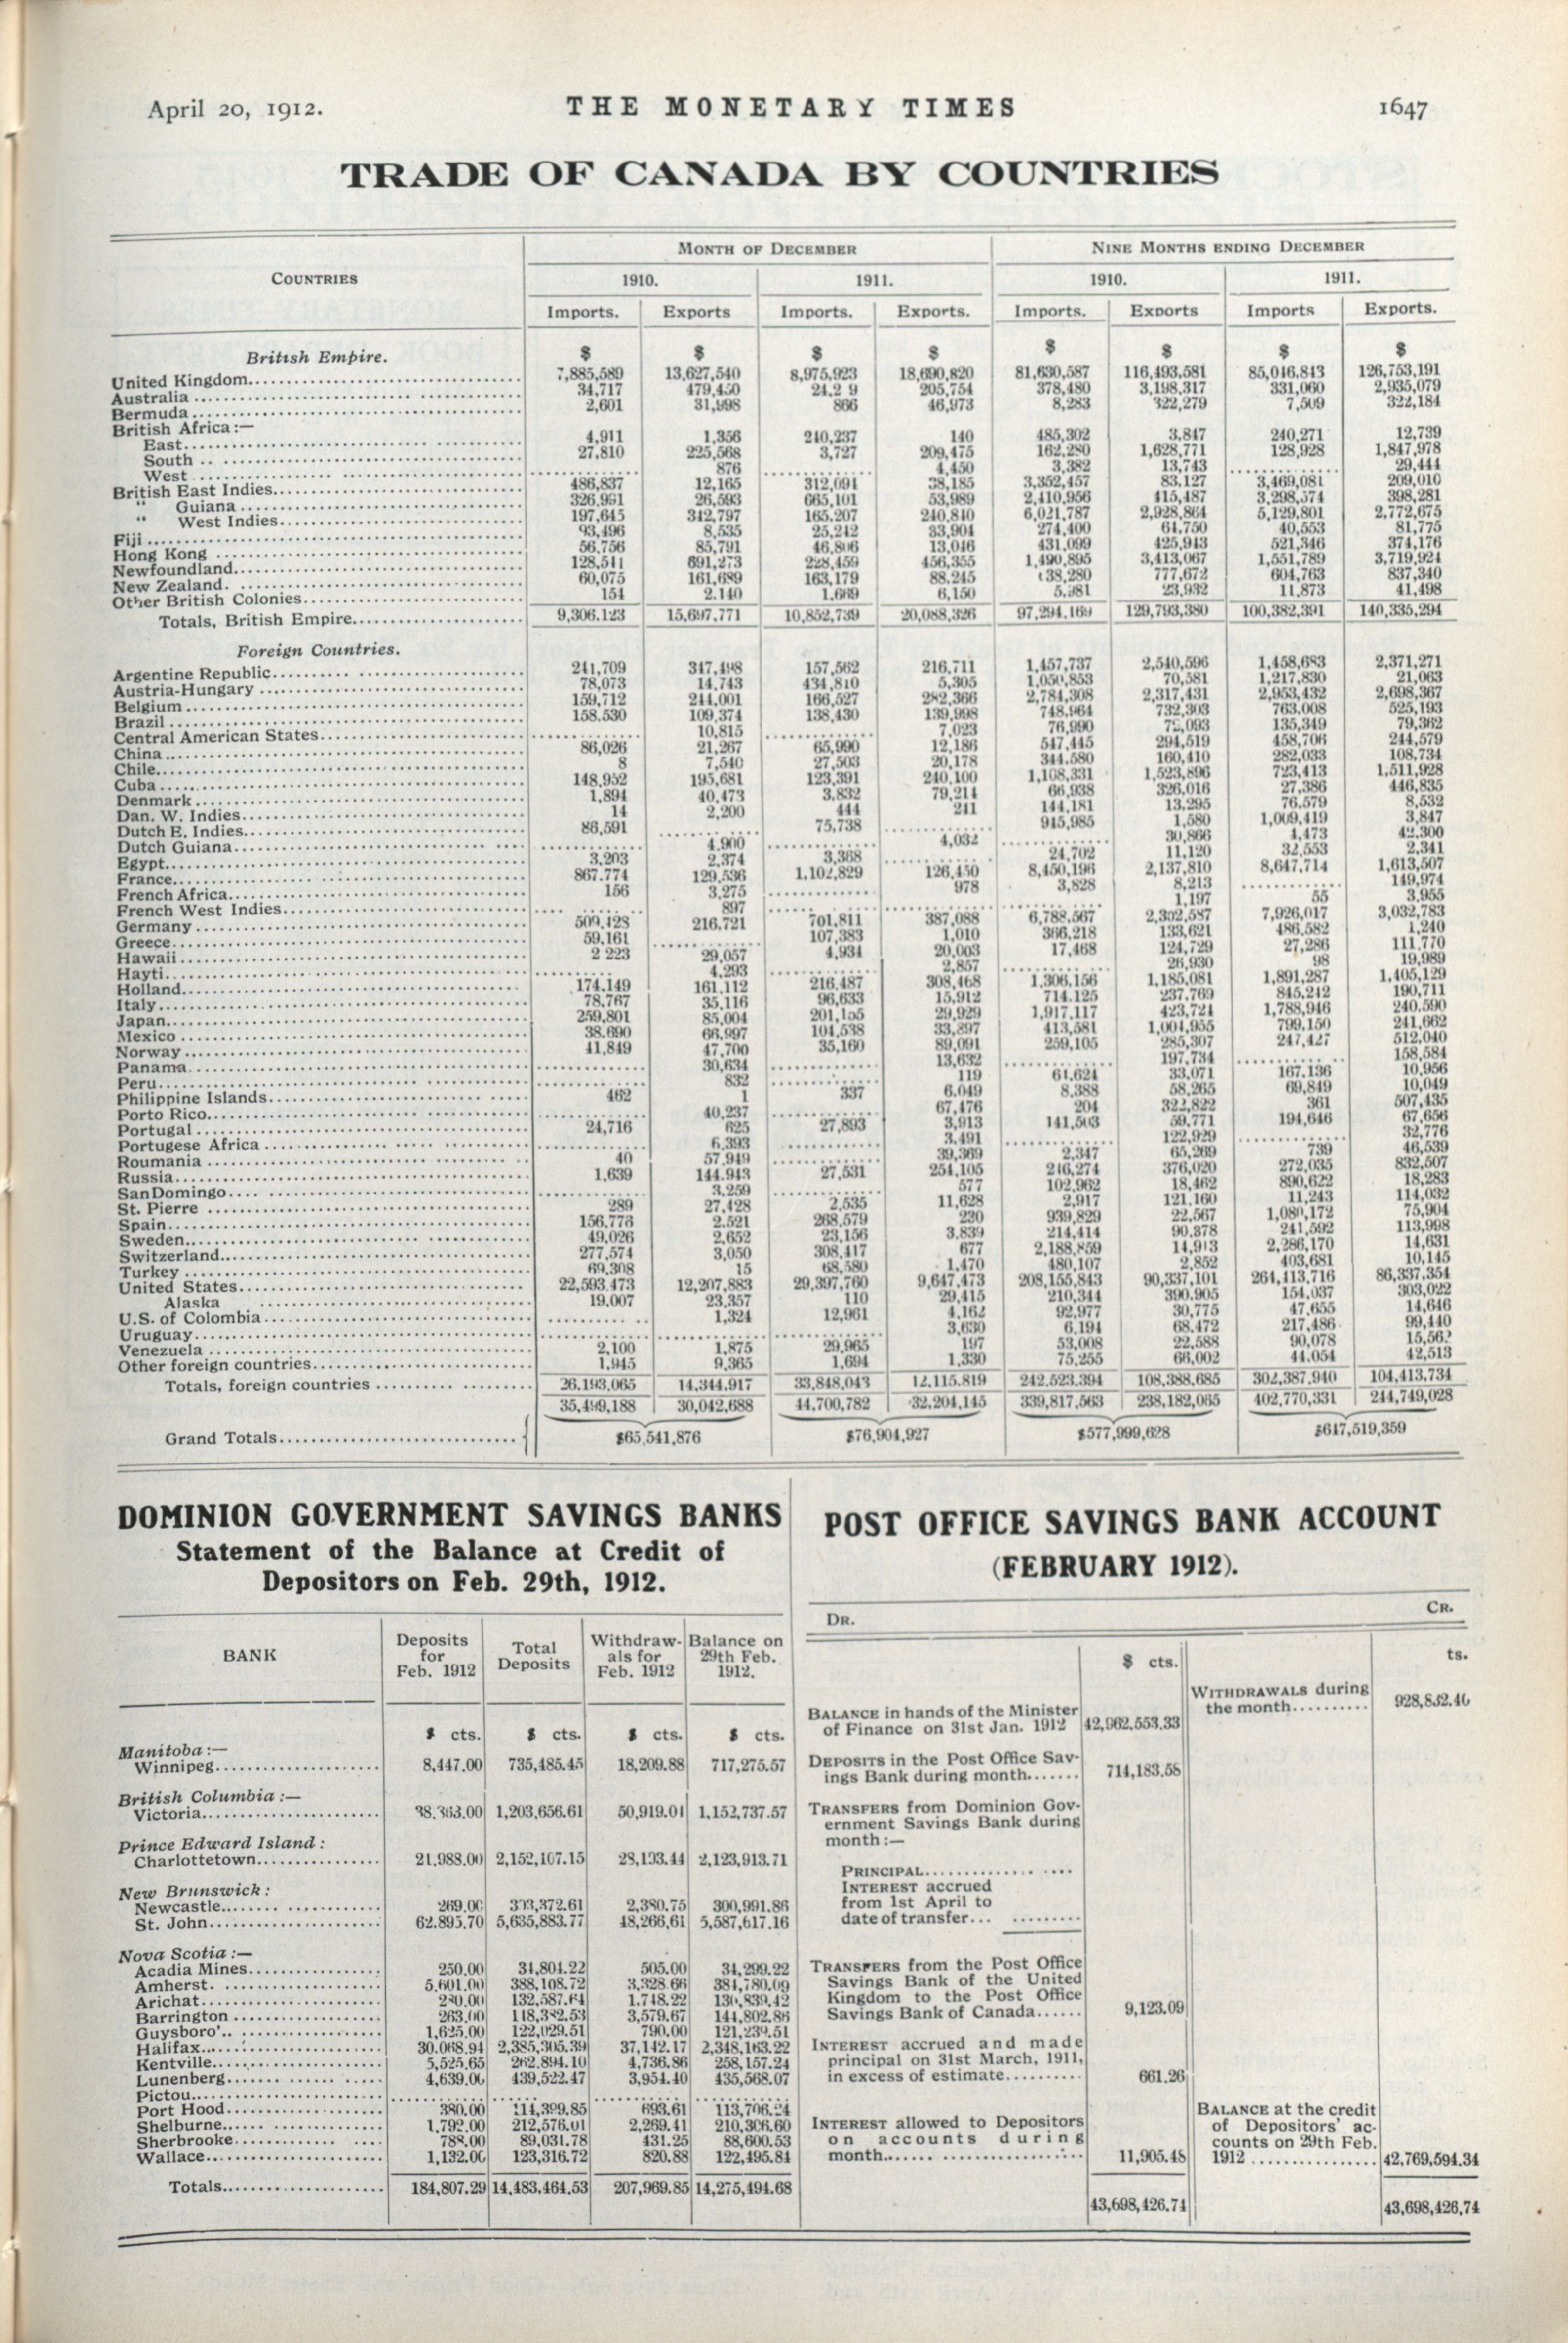 April 20, 1912.
THE MONETARY TIMES
1647
TRADE OF CANADA BY COUNTRIES
COUNTRIES
MONTH OF DECEMBER
NINE MONTHS ENDING DECEMBER
1910. 1911. 1910. 1911.
Imports. Exports Imports. Exports. Imports. Exports Imports Exports.
British Empire. $ $ $ $ $ $ $ $
United Kingdom 7,885,589 13,627,540 8,975,923 18,690,820 81,630,587 116,493,581 85,016,843 126,753,191
Australia 34,717 479,450 24,2 9 205,754 378,480 3,198,317 331,060 2,935,079
Bermuda 2,601 31,998 866 46,973 8,283 322,279 7,509 322,184
British Africa:—
East 4,911 1,356 210,237 140 485,302 3,847 240,271 12,739
South 27,810 225,568 3,727 209,475 162,280 1,628,771 128,928 1,847,978
West 876 4,450 3,382 13,743 29,444
British East Indies 486,837 12,165 312,091 38,185 3,352,457 83,127 3,469,081 209,010
" Guiana 326,991 26,593 665,101 53,989 2,410,956 415,487 3,298,574 398,281
" West Indies 197,645 312,797 165,207 240,840 6,021,787 2,928,864 5,129,801 2,772,675
Fiji 93,496 8,535 25,212 33,904 274,400 61,750 40,553 81,775
Hong Kong 56,756 85,791 46,806 13,046 431,099 425,943 521,346 374,176
Newfoundland 128,511 691,273 228,459 456,355 1,490,895 3,413,067 1,551,789 3,719,924
New Zealand. 60,075 161,689 163,179 88,245 138,280 777,672 604,763 837,340
Other British Colonies 154 2,140 1,669 6,150 5,981 23,932 11,873 41,498
Totals, British Empire 9,306,123 15,697,771 10,852,739 20,088,326 97,294,169 129,793,380 100,382,391 140,335,294
Foreign Countries.
Argentine Republic 241,709 317,498 157,562 216,711 1,457,737 2,540,596 1,458,683 2,371,271
Austria-Hungary 78,073 14,743 434,810 5,305 1,050,853 70,581 1,217,830 21,063
Belgium 159,712 244,001 166,527 282,366 2,784,308 2,317,431 2,953,432 2,698,367
Brazil 158,530 109,374 138,430 139,998 748,964 732,303 763,008 525,193
Central American States 10,815 7,023 76,990 72,093 135,349 79,362
China 86,026 21,267 65,990 12,186 547,445 294,519 458,706 244,579
Chile 8 7,540 27,503 20,178 344,580 160,410 282,033 108,734
Cuba 148,952 195,681 123,391 240,100 1,108,331 1,523,896 723,413 1,511,928
Denmark 1,894 40,473 3,832 79,214 66,938 326,016 27,386 446,835
Dan. W. Indies 14 2,200 444 211 144,181 13,295 76,579 8,532
Dutch E. Indies 86,591 75,738 945,985 1,580 1,009,419 3,847
Dutch Guiana 4,900 4,032 30,866 4,473 42,300
Egypt 3,203 2,374 3,368 24,702 11,120 32,553 2,341
France 867,774 129,536 1,102,829 126,450 8,450,196 2,137,810 8,647,714 1,613,507
French Africa 156 3,275 978 3,828 8,213 149,974
French West Indies 897 1,197 55 3,955
Germany 509,128 216,721 701,811 387,088 6,788,567 2,302,587 7,926,017 3,032,783
Greece 59,161 107,383 1,010 366,218 133,621 486,582 1,240
Hawaii 2 223 29,057 4,934 20,003 17,468 124,729 27,286 111,770
Hayti 4,293 2,857 26,930 98 19,989
Holland 174,149 161,112 216,487 308,468 1,306,156 1,185,081 1,891,287 1,405,129
Italy 78,767 35,116 96,633 15,912 714,125 237,769 845,242 190,711
Japan 259,801 85,004 201,155 29,929 1,917,117 423,724 1,788,946 240,590
Mexico 38,690 66,997 104,538 33,897 413,581 1,004,955 799,150 241,662
Norway 41,849 47,700 35,160 89,091 259,105 285,307 247,427 512,040
Panama 30,634 13,632 197,734 158,584
Peru 832 119 61,624 33,071 167,136 10,956
Philippine Islands 462 1 337 6,049 8,388 58,265 69,849 10,049
Porto Rico 40,237 67,476 204 322,822 361 507,435
Portugal 24,716 625 27,893 3,913 141,503 59,771 194,646 67,656
Portugese Africa 6,393 3,491 122,929 32,776
Roumania 40 57,949 39,369 2,347 65,269 739 46,539
Russia 1,639 144,943 27,531 254,105 216,274 376,020 272,035 832,507
San Domingo 3,259 577 102,962 18,462 890,622 18,283
St. Pierre 289 27,428 2,535 11,628 2,917 121,160 11,243 114,032
Spain 156,776 2,521 268,579 230 939,829 22,567 1,080,172 75,904
Sweden 49,026 2,652 23,156 3,839 214,414 90,378 241,592 113,998
Switzerland 277,574 3,050 308,417 677 2,188,859 14,913 2,286,170 14,631
Turkey 69,308 15 68,580 1,470 480,107 2,852 403,681 10,145
United States 22,593,473 12,207,883 29,397,760 9,647,473 208,155,843 90,337,101 264,113,716 86,337,354
Alaska 19,007 23,357 110 29,415 210,344 390,905 154,037 303,022
U.S. of Colombia 1,324 12,961 4,162 92,977 30,775 47,655 14,646
Uruguay 3,630 6,194 68,472 217,486 99,440
Venezuela 2,100 1,875 29,965 197 53,008 22,588 90,078 15,562
Other foreign countries 1,945 9,365 1,694 1,330 75,255 66,002 44,054 42,513
Totals, foreign countries 26,193,065 14,344,917 33,848,043 12,115,819 242,523,394 108,388,685 302,387,940 104,413,734
35,499,188 30,042,688 44,700,782 32,204,145 339,817,563 238,182,065 402,770,331 244,749,028
Grand Totals $65,541,876 $76,904,927 $577,999,628 $617,519,359
DOMINION GOVERNMENT SAVINGS BANKS
Statement of the Balance at Credit of
Depositors on Feb. 29th, 1912.
BANK
Deposits for Feb. 1912
Total Deposits
Withdraw-als for Feb. 1912
Balance on 29th Feb. 1912.
$ cts. $ cts. $ cts. $ cts.
Manitoba:—
Winnipeg 8,447.00 735,485.45 18,209.88 717,275.57
British Columbia:—
Victoria 38,363.00 1,203,656.61 50,919.01 1,152,737.57
Prince Edward Island:
Charlottetown 21,988.00 2,152,107.15 28,193.44 2,123,913.71
New Brunswick:
Newcastle 269.00 303,372.61 2,380.75 300,991.86
St. John 62,895.70 5,635,883.77 48,266.61 5,587,617.16
Nova Scotia:—
Acadia Mines 250.00 34,804.22 505.00 34,299.22
Amherst. 5,601.00 388,108.72 3,328.66 384,780.09
Arichat 280.00 132,587.64 1,748.22 130,839.42
Barrington 263.00 148,382.53 3,579.67 144,802.86
Guysboro' 1,625.00 122,029.51 790.00 121,239.51
Halifax 30,068.94 2,385,305.39 37,142.17 2,348,163.22
Kentville 5,525.65 262,894.10 4,736.86 258,157.24
Lunenberg 4,639.00 439,522.47 3,954.40 435,568.07
Pictou
Port Hood 380.00 114,399.85 693.61 113,706.24
Shelburne 1,792.00 212,576.01 2,269.41 210,306.60
Sherbrooke 788.00 89,031.78 431.25 88,600.53
Wallace 1,132.00 123,316.72 820.88 122,495.84
Totals 184,807.29 14,483,464.53 207,969.85 14,275,494.68
POST OFFICE SAVINGS BANK ACCOUNT
(FEBRUARY 1912).
DR.
CR.
$ cts.
BALANCE in hands of the Minister
of Finance on 31st Jan. 1912 42,962,553.33
DEPOSITS in the Post Office Sav-
ings Bank during month 714,183.58
TRANSFERS from Dominion Gov-
ernment Savings Bank during
month:—
PRINCIPAL
INTEREST accrued
from 1st April to
date of transfer
TRANSFERS from the Post Office
Savings Bank of the United
Kingdom to the Post Office
Savings Bank of Canada 9,123.09
INTEREST accrued and made
principal on 31st March, 1911,
in excess of estimate 661.26
INTEREST allowed to Depositors
on accounts during
month 11,905.48
43,698,426.74
ts.
WITHDRAWALS during
the month 928,832.40
BALANCE at the credit
of Depositors' ac-
counts on 29th Feb.
1912 42,769,594.34
43,698,426.74